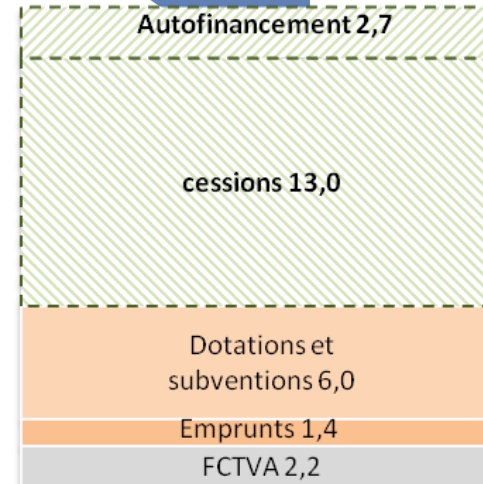 Autofinancement 2,7
cessions 13,0
Dotations et
subventions 6,0
Emprunts 1,4
FCTVA 2,2